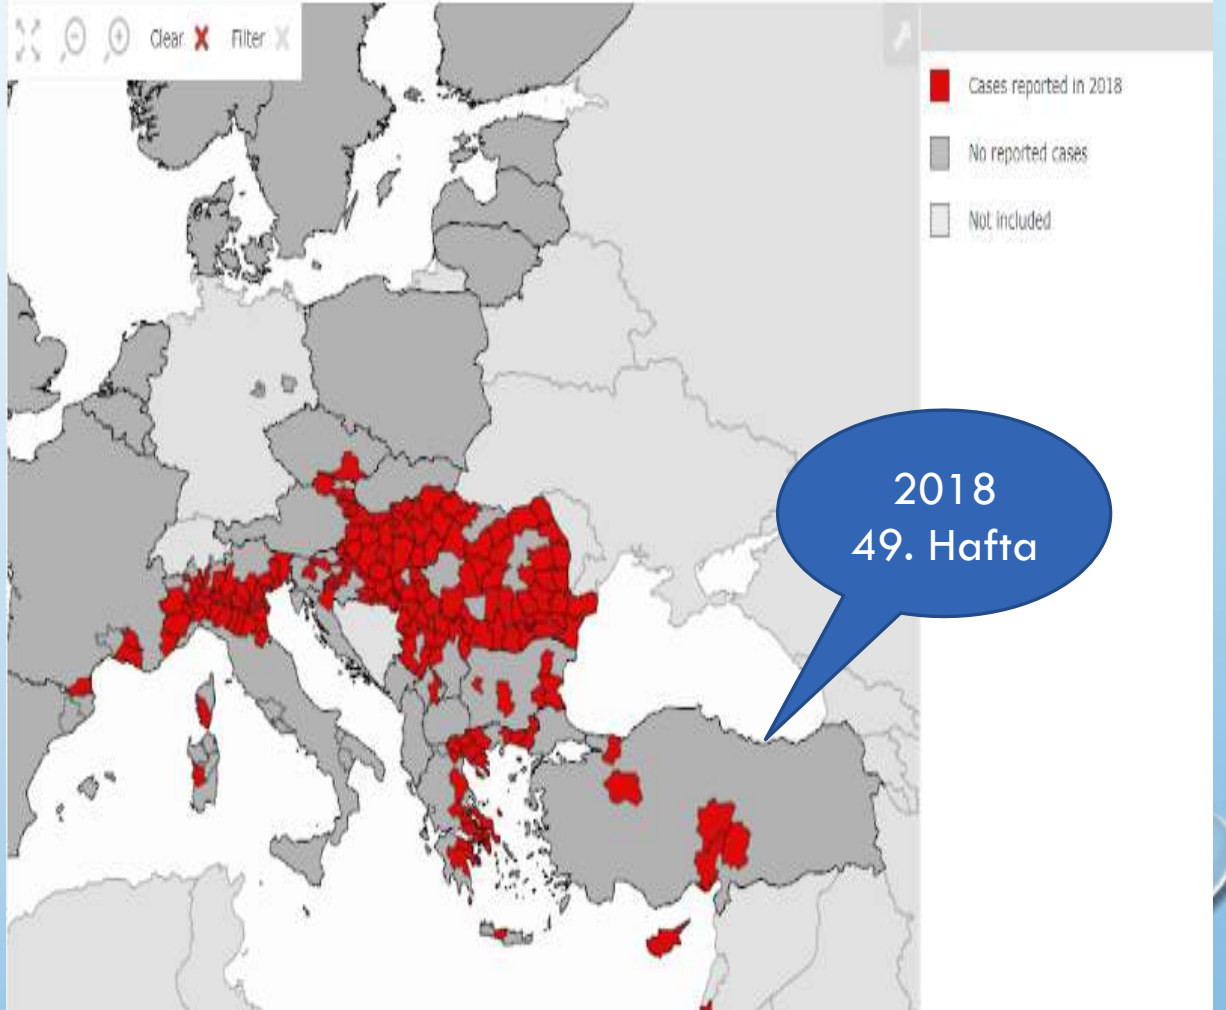 Clear Filter
Cases reported in 2018
No reported cases
Not included
2018
49. Hafta